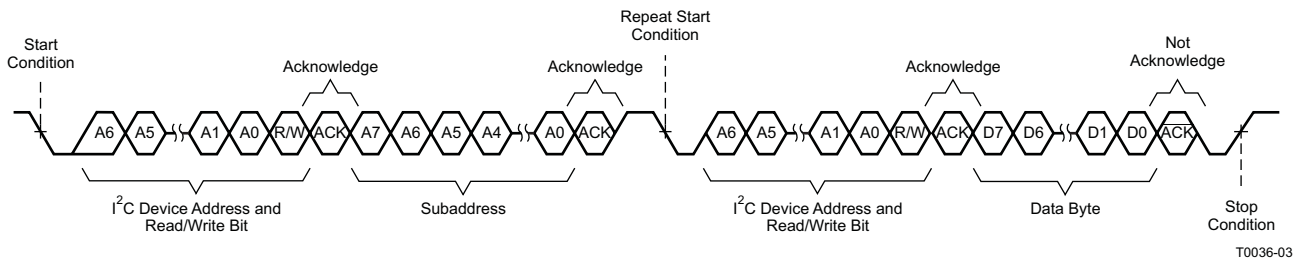 Start
Condition
Repeat Start
Condition
Not
Acknowledge
Acknowledge
Acknowledge
Acknowledge
A6 A5 A1 A0 R/W ACK A7 A6 A5 A4 A0 ACK A6 A5 A1 A0 R/W ACK D7 D6 D1 D0 A̅C̅K̅
I²C Device Address and
Read/Write Bit
Subaddress
I²C Device Address and
Read/Write Bit
Data Byte
Stop
Condition
T0036-03